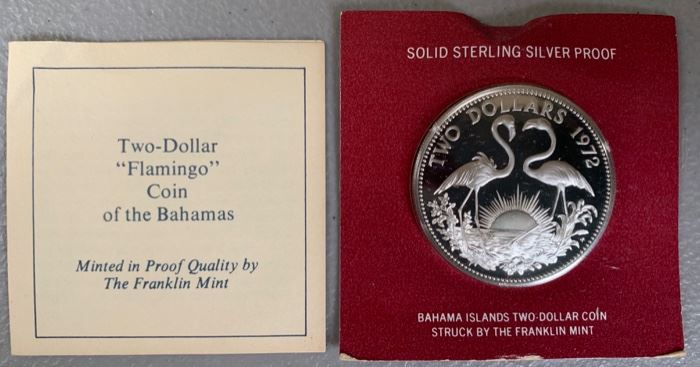 Two-Dollar
“Flamingo”
Coin
of the Bahamas
Minted in Proof Quality by
The Franklin Mint
SOLID STERLING SILVER PROOF
TWO DOLLARS 1972
BAHAMA ISLANDS TWO-DOLLAR COIN
STRUCK BY THE FRANKLIN MINT